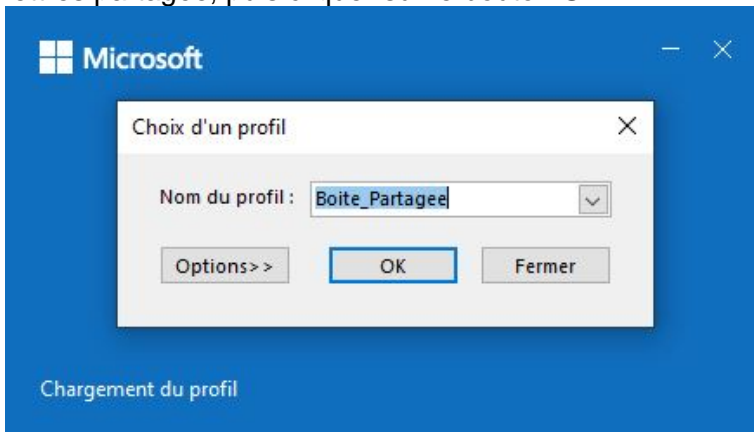 Microsoft
Choix d'un profil
Nom du profil :
Boite_Partagee
Options>>
OK
Fermer
Chargement du profil